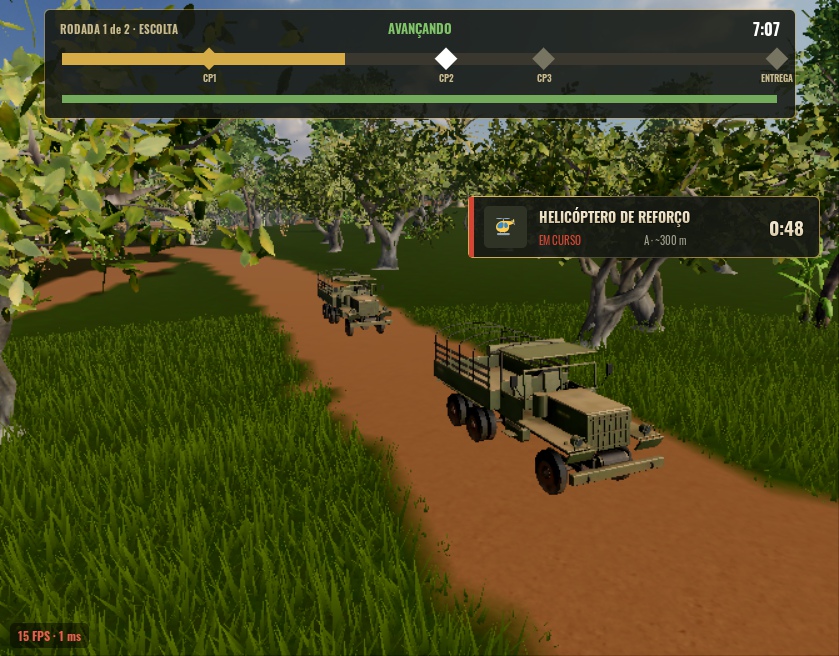 RODADA 1 de 2 · ESCOLTA
AVANÇANDO
7:07
CP1
CP2
CP3
ENTREGA
HELICÓPTERO DE REFORÇO
EM CURSO
A · ~300 m
0:48
15 FPS · 1 ms